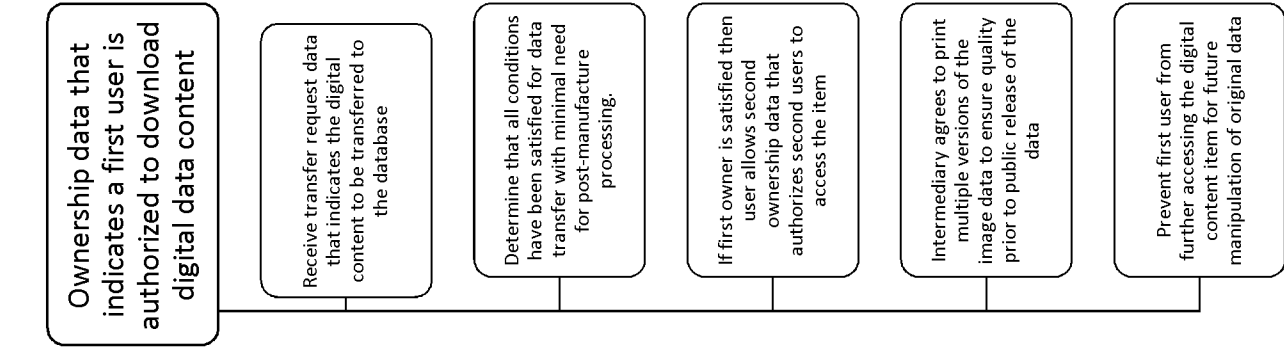 Ownership data that
indicates a first user is
authorized to download
digital data content
Receive transfer request data
that indicates the digital
content to be transferred to
the database
Determine that all conditions
have been satisfied for data
transfer with minimal need
for post-manufacture
processing.
If first owner is satisfied then
user allows second
ownership data that
authorizes second users to
access the item
Intermediary agrees to print
multiple versions of the
image data to ensure quality
prior to public release of the
data
Prevent first user from
further accessing the digital
content item for future
manipulation of original data